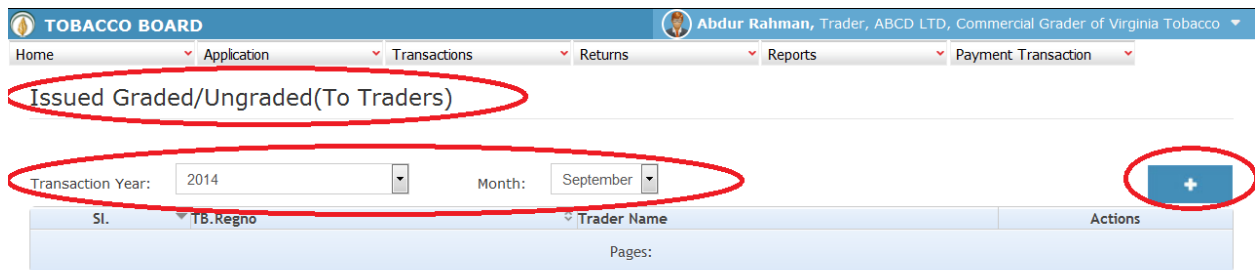 TOBACCO BOARD Abdur Rahman, Trader, ABCD LTD, Commercial Grader of Virginia Tobacco
Home Application Transactions Returns Reports Payment Transaction
Issued Graded/Ungraded(To Traders)
Transaction Year: 2014 Month: September +
Sl. TB.Regno Trader Name Actions
Pages: